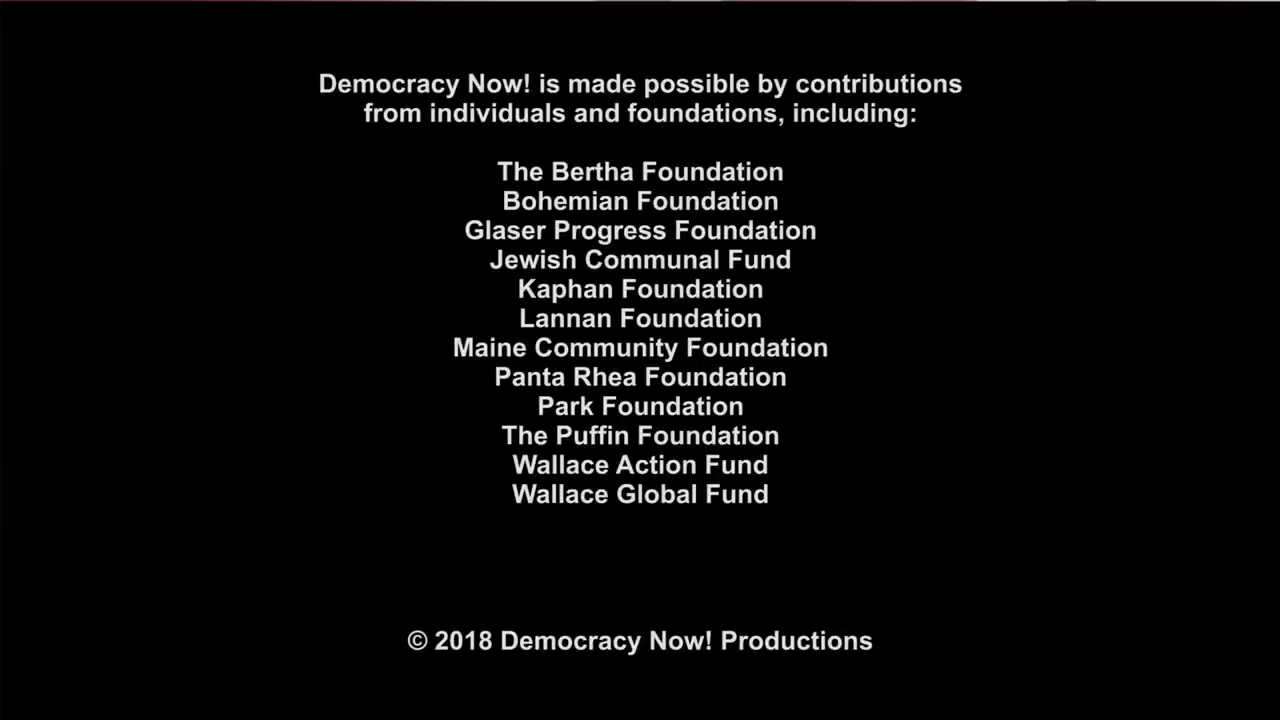 Democracy Now! is made possible by contributions
from individuals and foundations, including:
The Bertha Foundation
Bohemian Foundation
Glaser Progress Foundation
Jewish Communal Fund
Kaphan Foundation
Lannan Foundation
Maine Community Foundation
Panta Rhea Foundation
Park Foundation
The Puffin Foundation
Wallace Action Fund
Wallace Global Fund
© 2018 Democracy Now! Productions